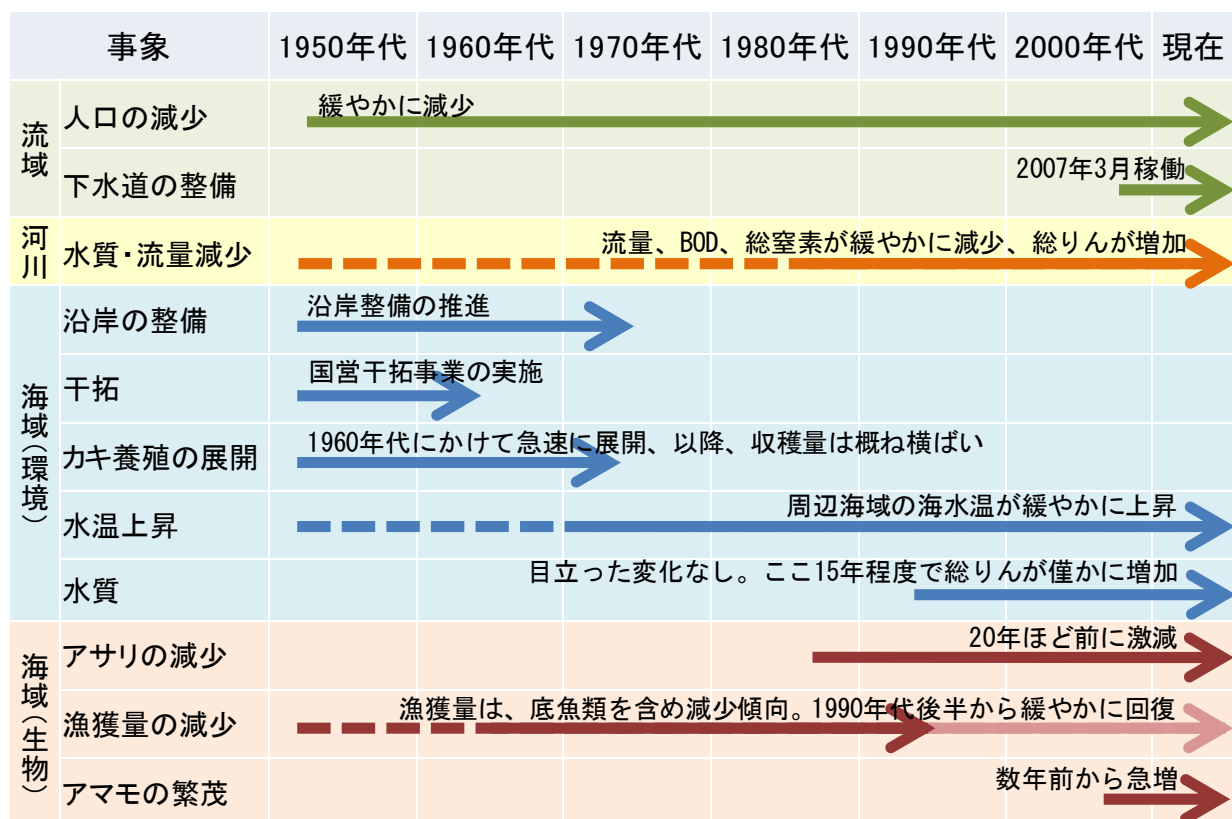 事象 1950年代 1960年代 1970年代 1980年代 1990年代 2000年代 現在
流域
人口の減少 緩やかに減少
下水道の整備 2007年3月稼働
河川
水質・流量減少 流量、BOD、総窒素が緩やかに減少、総りんが増加
海域(環境)
沿岸の整備 沿岸整備の推進
干拓 国営干拓事業の実施
カキ養殖の展開 1960年代にかけて急速に展開、以降、収穫量は概ね横ばい
水温上昇 周辺海域の海水温が緩やかに上昇
水質 目立った変化なし。ここ15年程度で総りんが僅かに増加
海域(生物)
アサリの減少 20年ほど前に激減
漁獲量の減少 漁獲量は、底魚類を含め減少傾向。1990年代後半から緩やかに回復
アマモの繁茂 数年前から急増